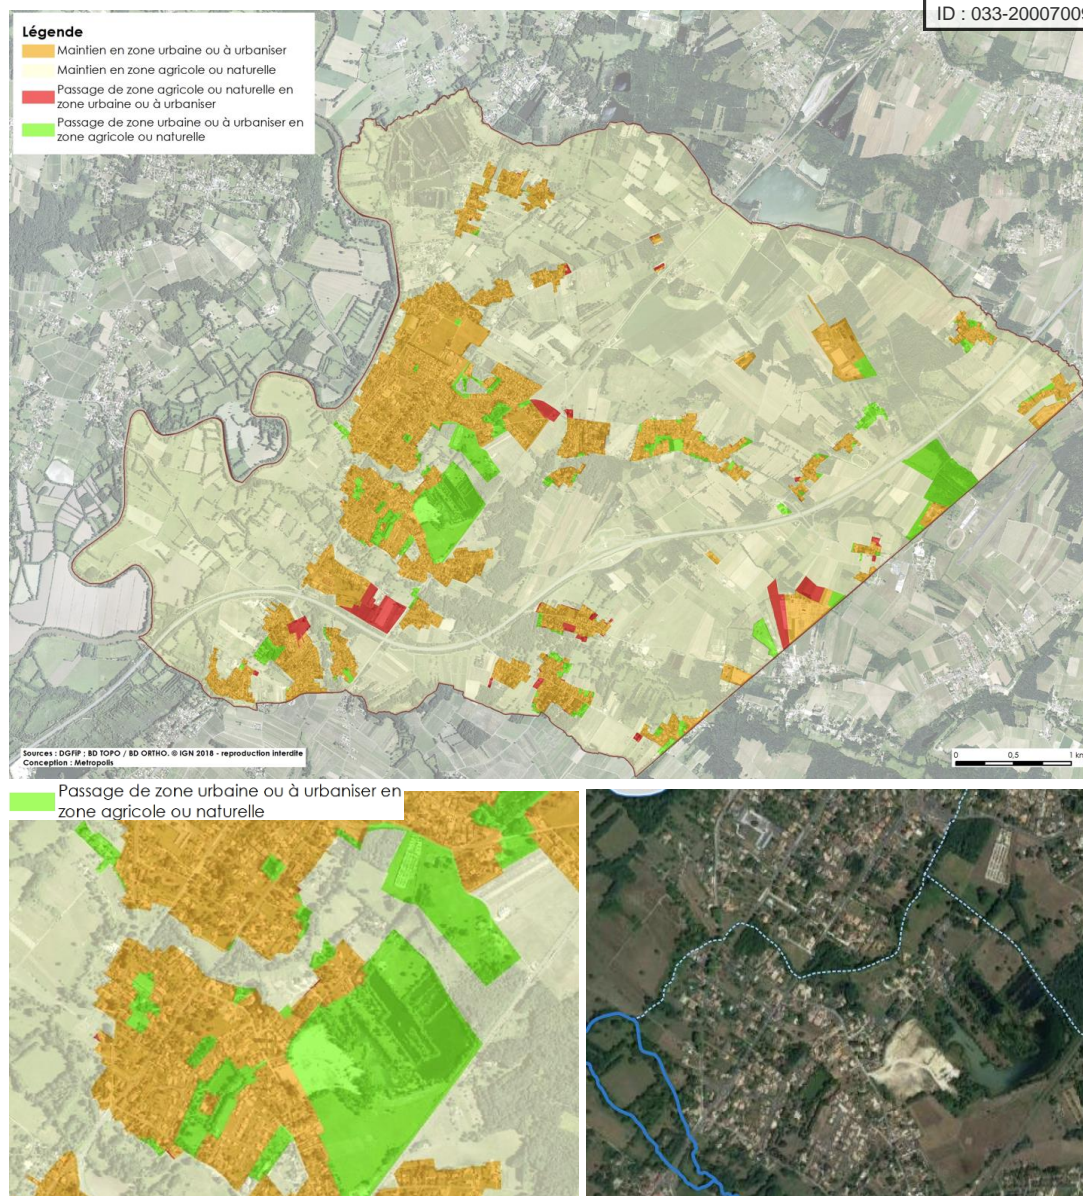 ID : 033-20007009
Légende
Maintien en zone urbaine ou à urbaniser
Maintien en zone agricole ou naturelle
Passage de zone agricole ou naturelle en
zone urbaine ou à urbaniser
Passage de zone urbaine ou à urbaniser en
zone agricole ou naturelle
Sources : DGFiP ; BD TOPO / BD ORTHO. © IGN 2018 - reproduction interdite
Conception : Metropolis
0 0,5 1 km
Passage de zone urbaine ou à urbaniser en
zone agricole ou naturelle